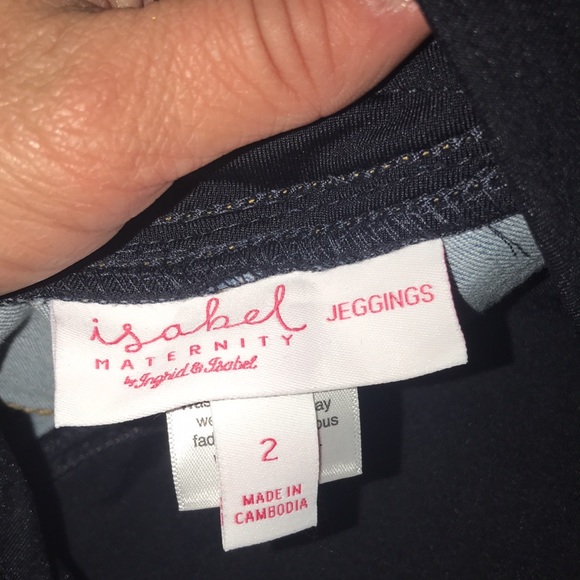 isabel
MATERNITY
by Ingrid & Isabel
JEGGINGS
2
MADE IN
CAMBODIA